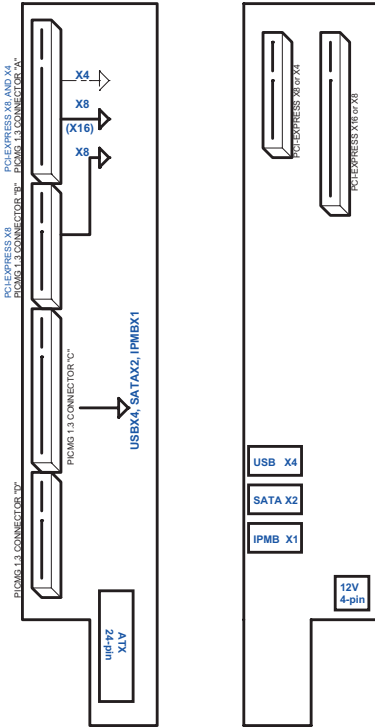 PCI-EXPRESS X8, AND X4
PICMG 1.3 CONNECTOR "A"
X4
X8
(X16)
X8
PCI-EXPRESS X8
PICMG 1.3 CONNECTOR "B"
PICMG 1.3 CONNECTOR "C"
USBX4, SATAX2, IPMBX1
PICMG 1.3 CONNECTOR "D"
ATX
24-pin
PCI-EXPRESS X8 or X4
PCI-EXPRESS X16 or X8
USB X4
SATA X2
IPMB X1
12V
4-pin